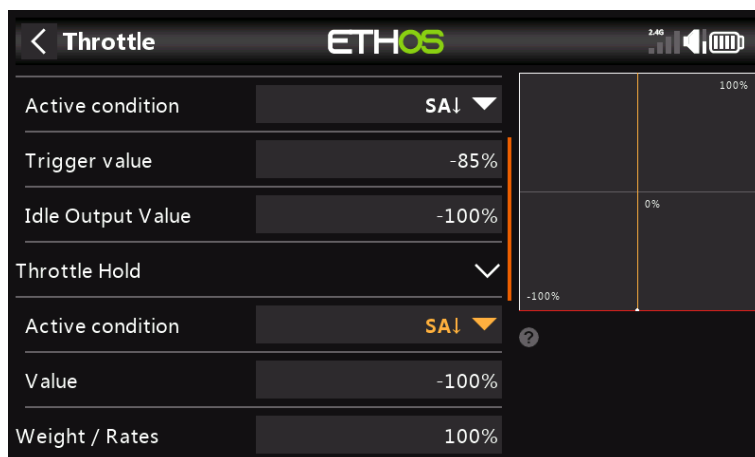 Throttle
ETHOS
2.4G
Active condition
SA↓
Trigger value
-85%
Idle Output Value
-100%
Throttle Hold
Active condition
SA↓
Value
-100%
Weight / Rates
100%
100%
0%
-100%
?